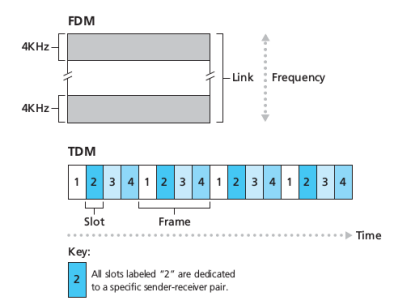 FDM
4KHz
Link
Frequency
4KHz
TDM
1 2 3 4 1 2 3 4 1 2 3 4 1 2 3 4
Slot
Frame
Time
Key:
2
All slots labeled “2” are dedicated
to a specific sender-receiver pair.